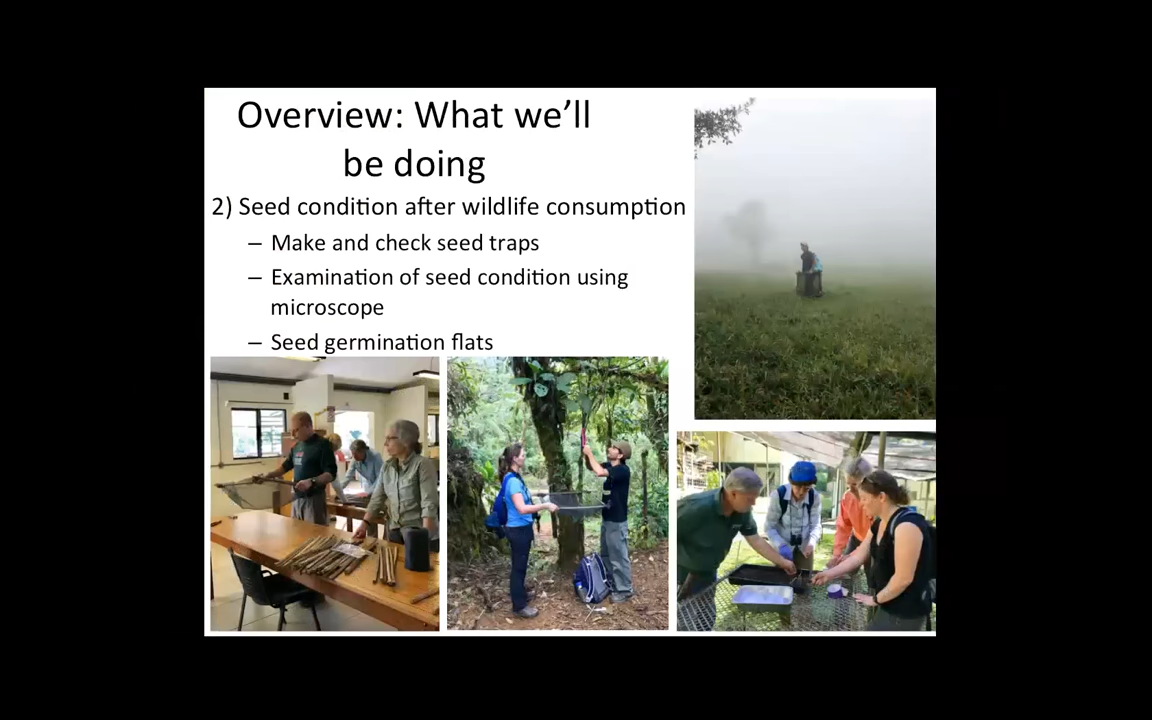 Overview: What we’ll
be doing
2) Seed condition after wildlife consumption
– Make and check seed traps
– Examination of seed condition using
microscope
– Seed germination flats